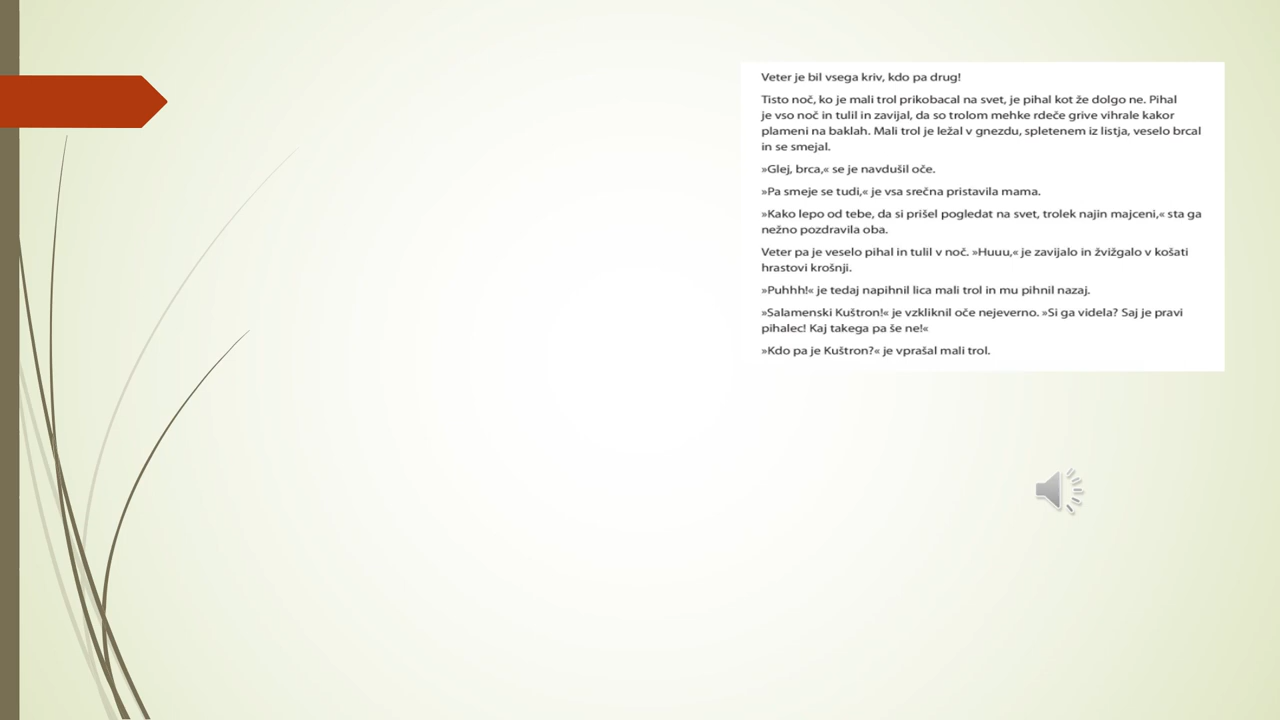 Veter je bil vsega kriv, kdo pa drug!
Tisto noč, ko je mali trol prikobacal na svet, je pihal kot že dolgo ne. Pihal
je vso noč in tulil in zavijal, da so trolom mehke rdeče grive vihrale kakor
plameni na baklah. Mali trol je ležal v gnezdu, spletenem iz listja, veselo brcal
in se smejal.
»Glej, brca,« se je navdušil oče.
»Pa smeje se tudi,« je vsa srečna pristavila mama.
»Kako lepo od tebe, da si prišel pogledat na svet, trolek najin majceni,« sta ga
nežno pozdravila oba.
Veter pa je veselo pihal in tulil v noč. »Huuu,« je zavijalo in žvižgalo v košati
hrastovi krošnji.
»Puhhh!« je tedaj napihnil lica mali trol in mu pihnil nazaj.
»Salamenski Kuštron!« je vzkliknil oče nejeverno. »Si ga videla? Saj je pravi
pihalec! Kaj takega pa še ne!«
»Kdo pa je Kuštron?« je vprašal mali trol.